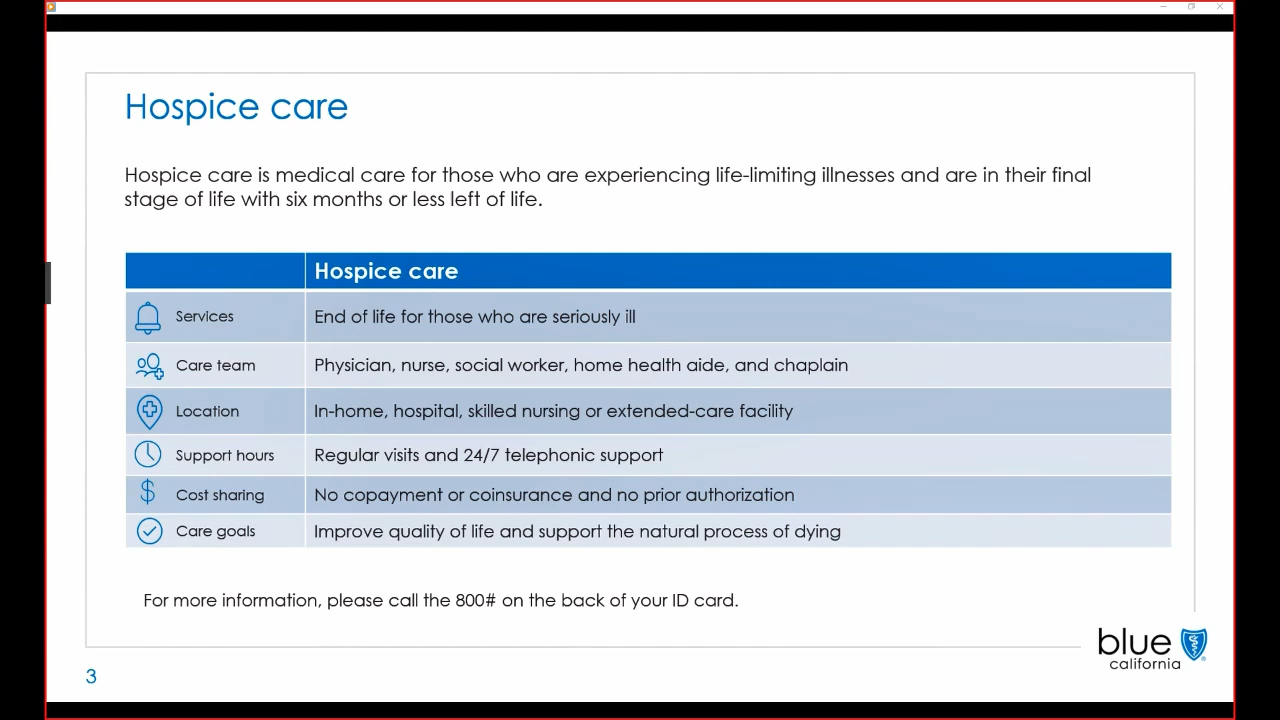 Hospice care
Hospice care is medical care for those who are experiencing life-limiting illnesses and are in their final
stage of life with six months or less left of life.
Hospice care
Services End of life for those who are seriously ill
Care team Physician, nurse, social worker, home health aide, and chaplain
Location In-home, hospital, skilled nursing or extended-care facility
Support hours Regular visits and 24/7 telephonic support
$ Cost sharing No copayment or coinsurance and no prior authorization
Care goals Improve quality of life and support the natural process of dying
For more information, please call the 800# on the back of your ID card.
blue
california
3